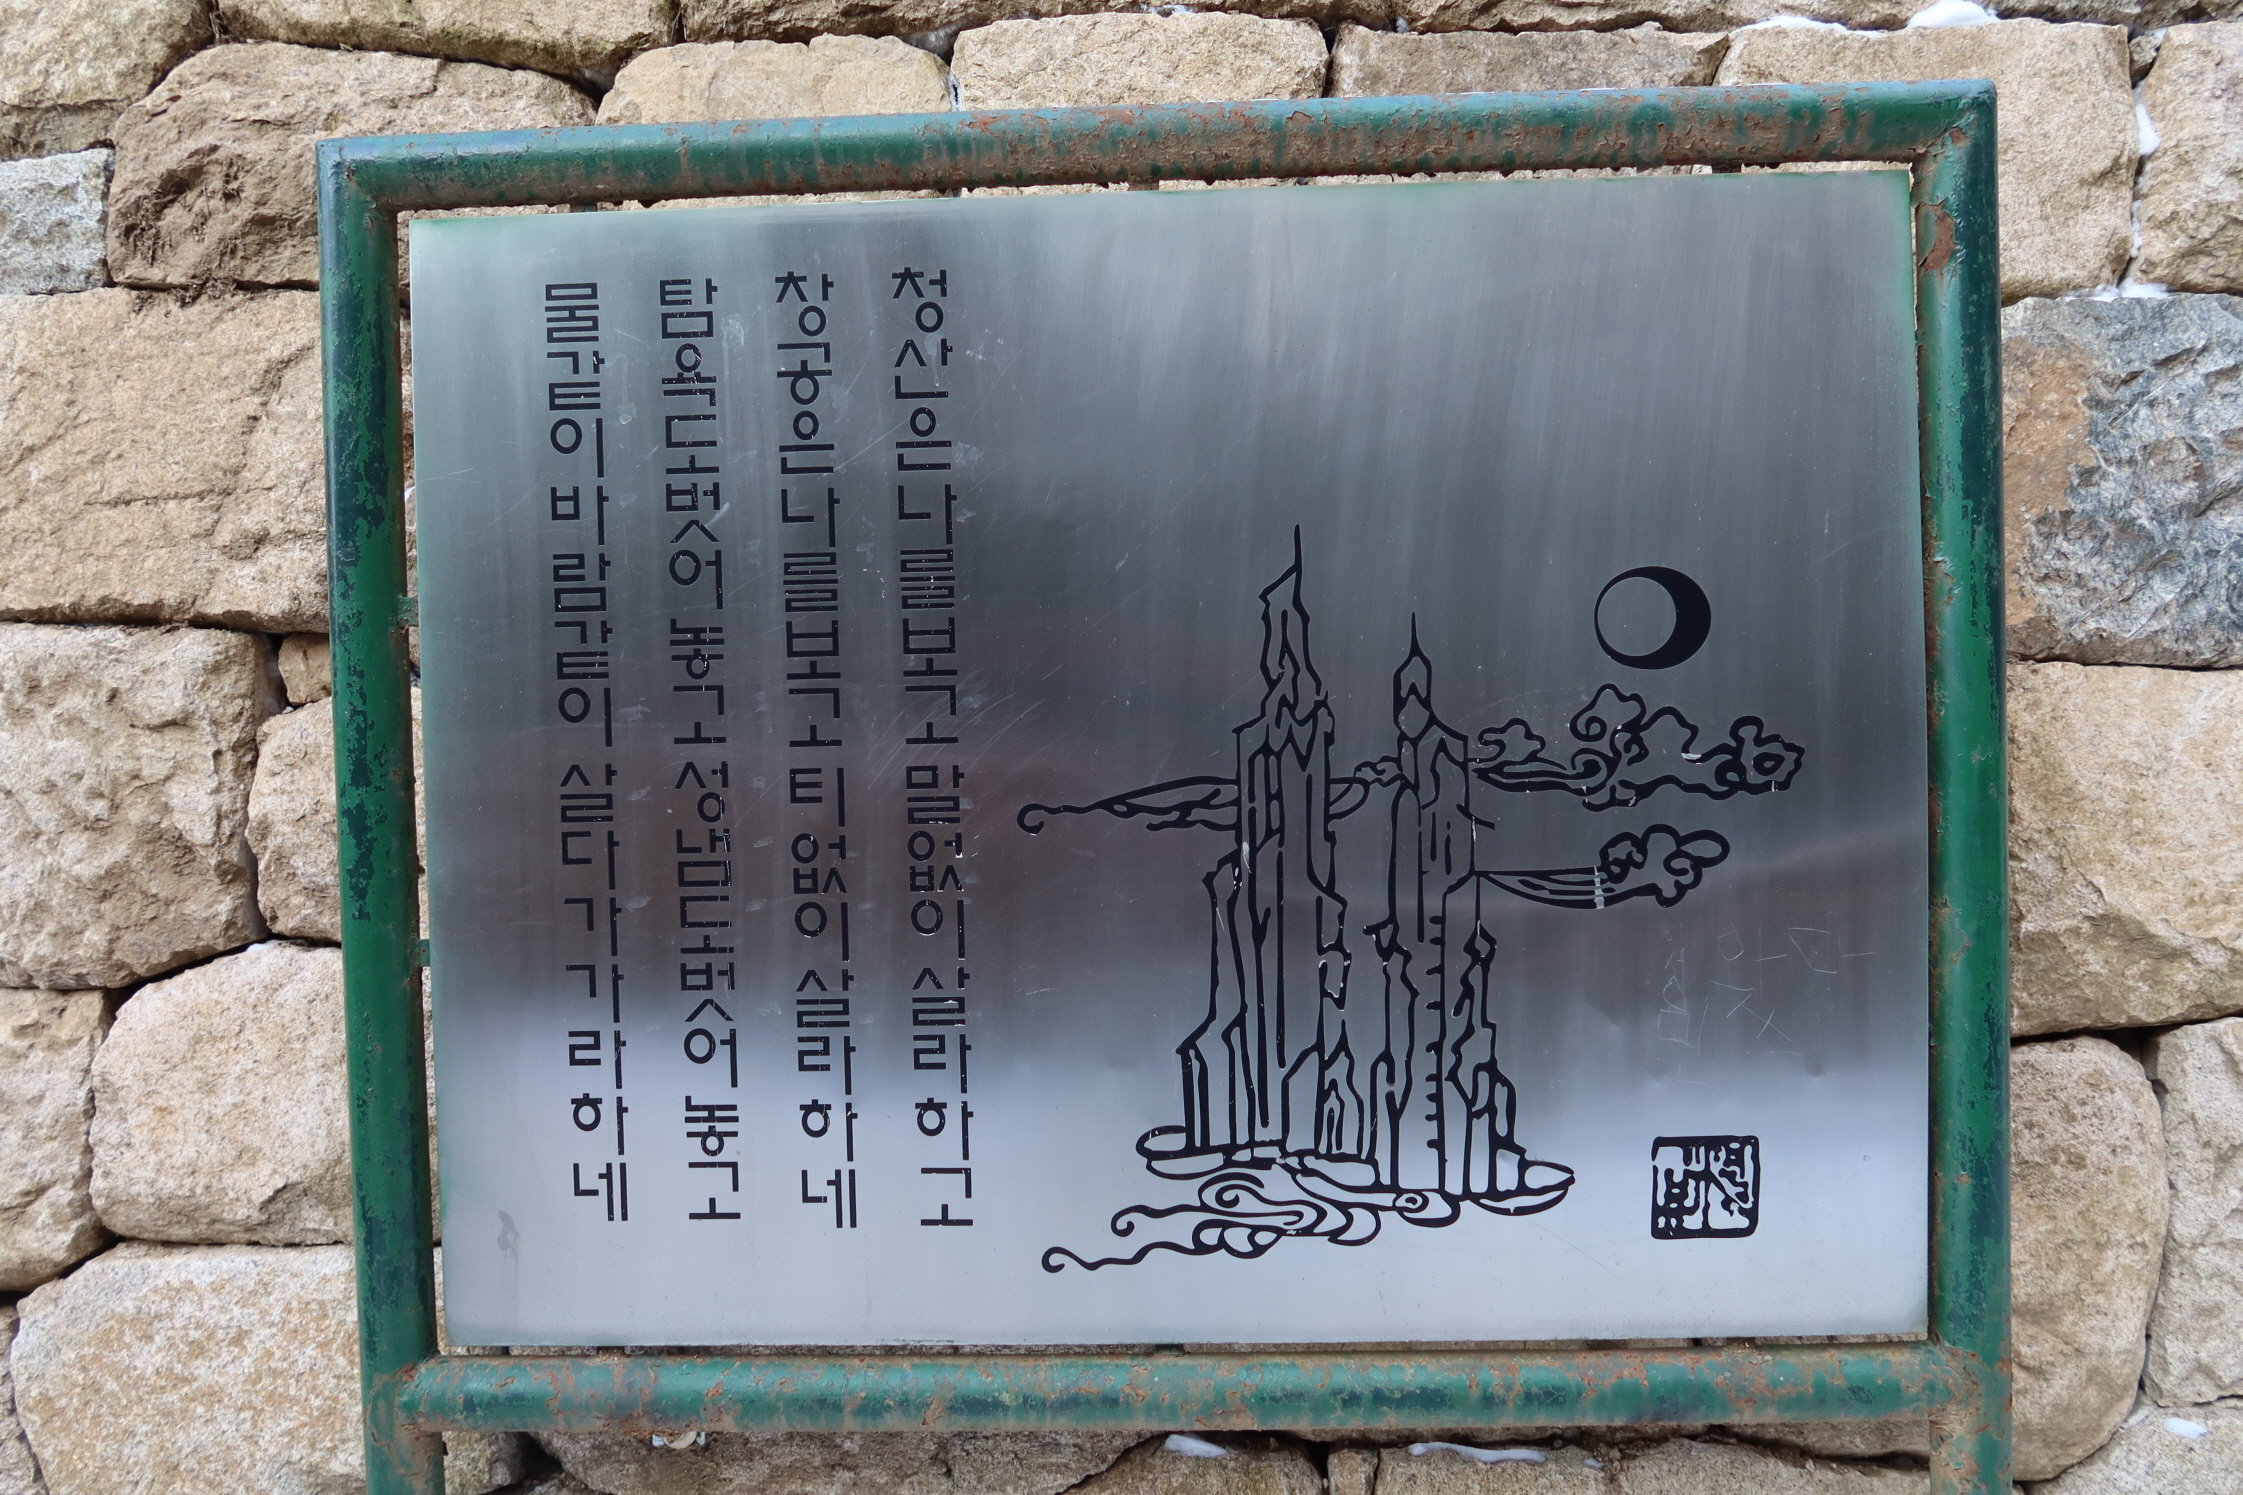 청산은 나를 보고 말없이 살라하고
창공은 나를 보고 티없이 살라하네
탐욕도 벗어 놓고 성냄도 벗어 놓고
물같이 바람같이 살다가 가라하네